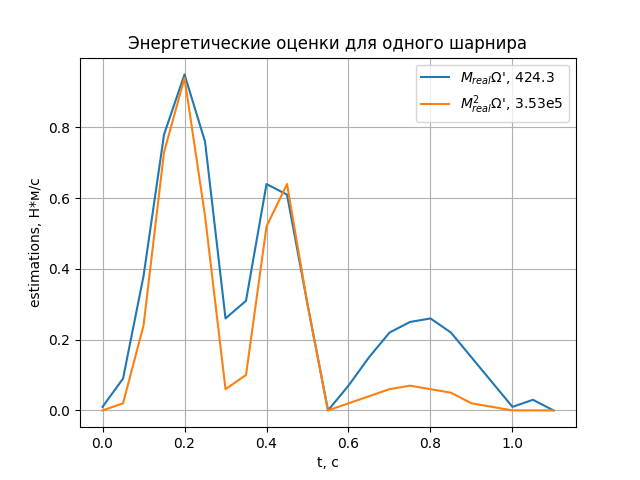 Энергетические оценки для одного шарнира
M_realΩ', 424.3
M²_realΩ', 3.53e5
estimations, Н*м/с
0.8
0.6
0.4
0.2
0.0
0.0 0.2 0.4 0.6 0.8 1.0
t, с